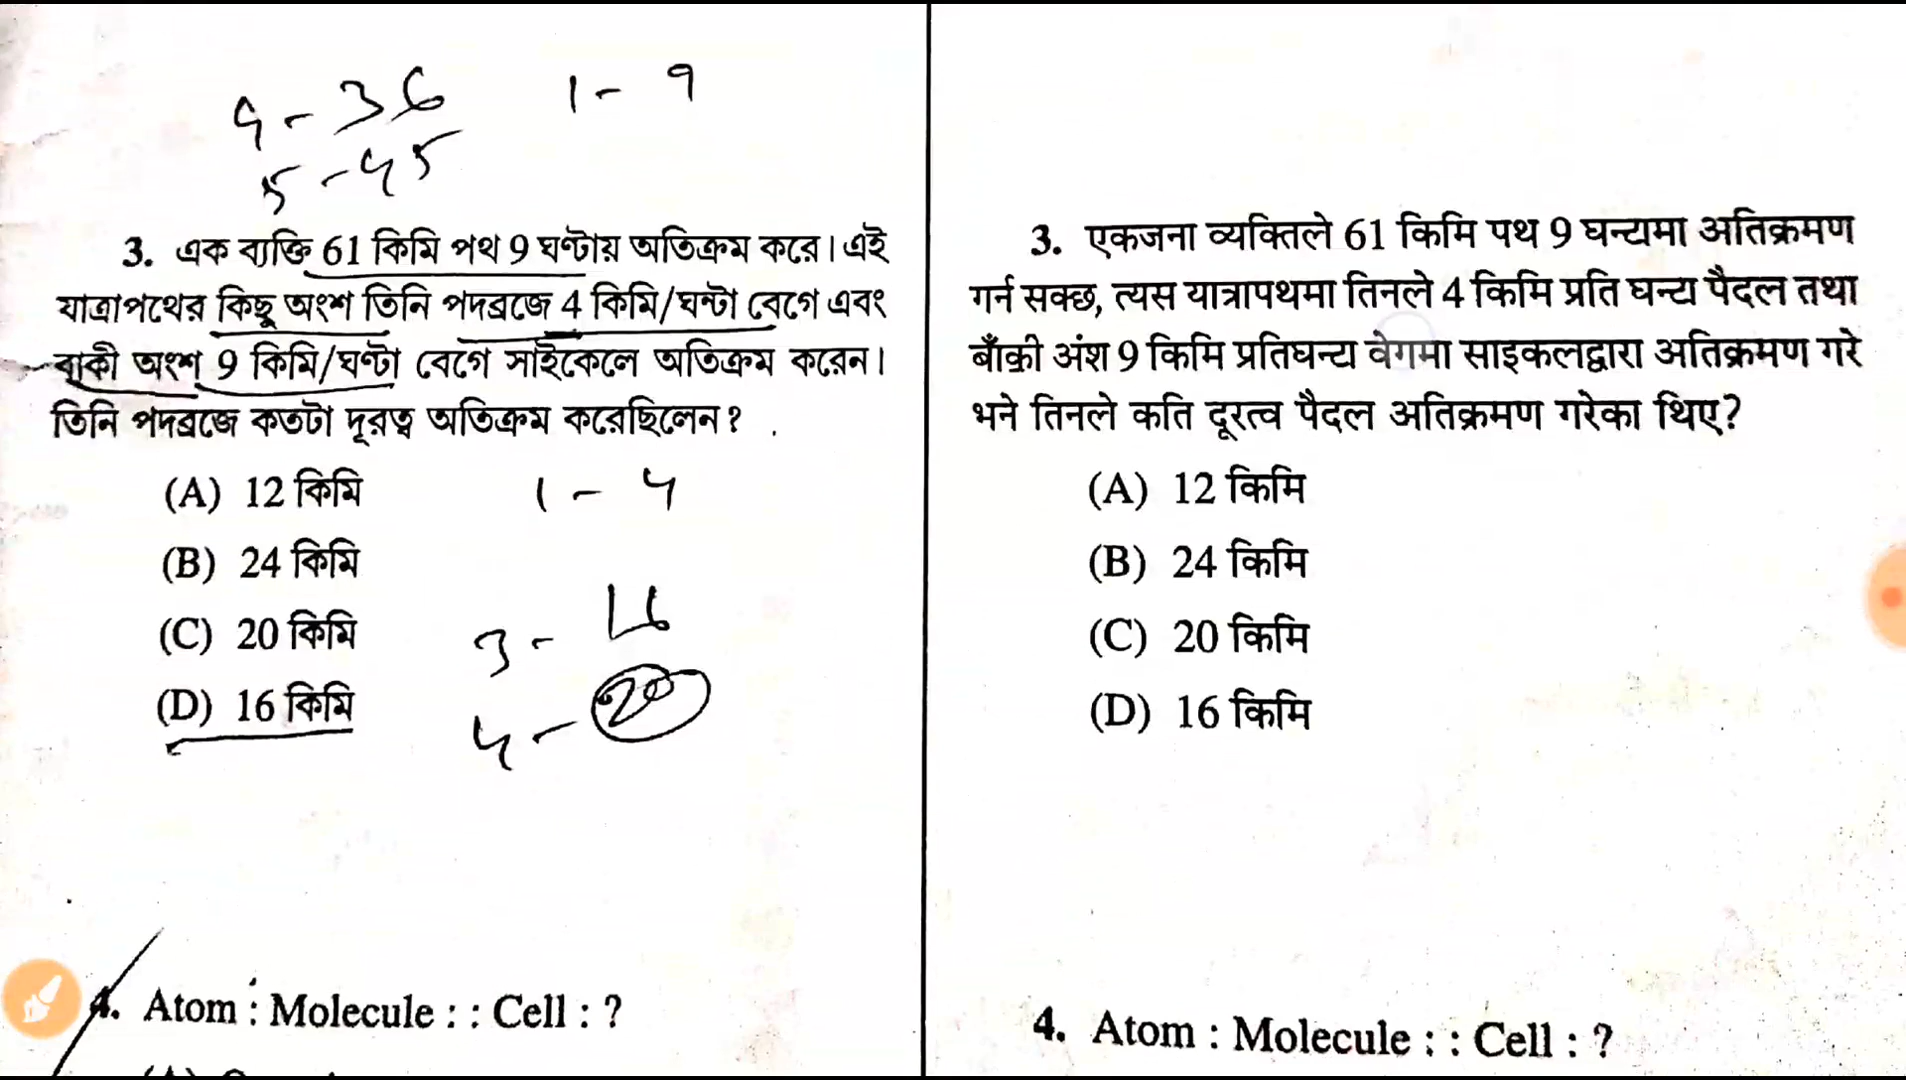 4 - 36 1 - 9
5 - 45
3. এক ব্যক্তি 61 কিমি পথ 9 ঘণ্টায় অতিক্রম করে। এই
যাত্রাপথের কিছু অংশ তিনি পদব্রজে 4 কিমি/ঘন্টা বেগে এবং
বাকী অংশ 9 কিমি/ঘণ্টা বেগে সাইকেলে অতিক্রম করেন।
তিনি পদব্রজে কতটা দূরত্ব অতিক্রম করেছিলেন?
(A) 12 কিমি
1 - 4
(B) 24 কিমি
(C) 20 কিমি
3 - 16
(D) 16 কিমি
4 - 20
4. Atom : Molecule : : Cell : ?
3. एकजना व्यक्तिले 61 किमि पथ 9 घन्टामा अतिक्रमण
गर्न सक्छ, त्यस यात्रापथमा तिनले 4 किमि प्रति घन्टा पैदल तथा
बाँकी अंश 9 किमि प्रतिघन्टा वेगमा साइकलद्वारा अतिक्रमण गरे
भने तिनले कति दूरत्व पैदल अतिक्रमण गरेका थिए?
(A) 12 किमि
(B) 24 किमि
(C) 20 किमि
(D) 16 किमि
4. Atom : Molecule : : Cell : ?